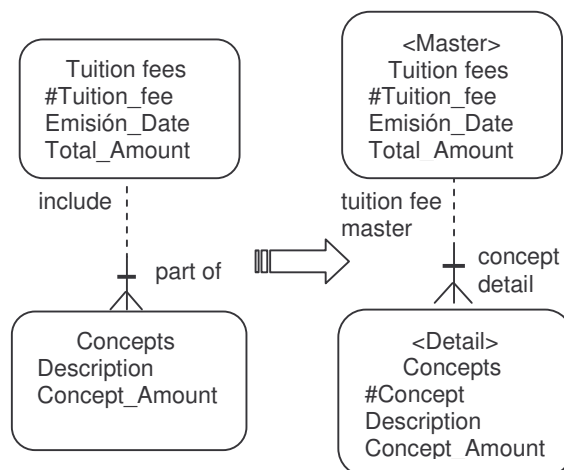 Tuition fees
#Tuition_fee
Emisión_Date
Total_Amount
include
part of
Concepts
Description
Concept_Amount
<Master>
Tuition fees
#Tuition_fee
Emisión_Date
Total_Amount
tuition fee
master
concept
detail
<Detail>
Concepts
#Concept
Description
Concept_Amount